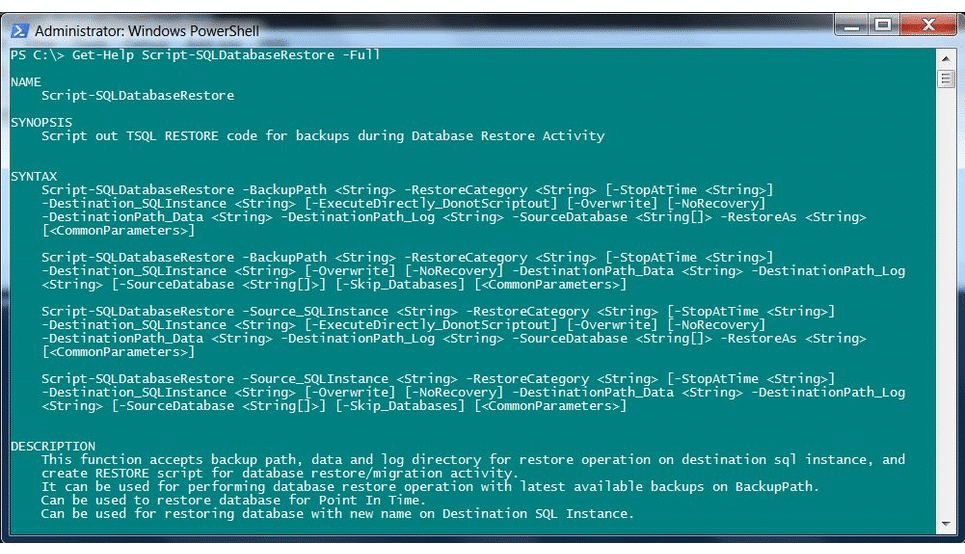 Administrator: Windows PowerShell
PS C:\> Get-Help Script-SQLDatabaseRestore -Full
NAME
Script-SQLDatabaseRestore
SYNOPSIS
Script out TSQL RESTORE code for backups during Database Restore Activity
SYNTAX
Script-SQLDatabaseRestore -BackupPath <String> -RestoreCategory <String> [-StopAtTime <String>]
-Destination_SQLInstance <String> [-ExecuteDirectly_DonotScriptout] [-Overwrite] [-NoRecovery]
-DestinationPath_Data <String> -DestinationPath_Log <String> -SourceDatabase <String[]> -RestoreAs <String>
[<CommonParameters>]
Script-SQLDatabaseRestore -BackupPath <String> -RestoreCategory <String> [-StopAtTime <String>]
-Destination_SQLInstance <String> [-Overwrite] [-NoRecovery] -DestinationPath_Data <String> -DestinationPath_Log
<String> [-SourceDatabase <String[]>] [-Skip_Databases] [<CommonParameters>]
Script-SQLDatabaseRestore -Source_SQLInstance <String> -RestoreCategory <String> [-StopAtTime <String>]
-Destination_SQLInstance <String> [-ExecuteDirectly_DonotScriptout] [-Overwrite] [-NoRecovery]
-DestinationPath_Data <String> -DestinationPath_Log <String> -SourceDatabase <String[]> -RestoreAs <String>
[<CommonParameters>]
Script-SQLDatabaseRestore -Source_SQLInstance <String> -RestoreCategory <String> [-StopAtTime <String>]
-Destination_SQLInstance <String> [-Overwrite] [-NoRecovery] -DestinationPath_Data <String> -DestinationPath_Log
<String> [-SourceDatabase <String[]>] [-Skip_Databases] [<CommonParameters>]
DESCRIPTION
This function accepts backup path, data and log directory for restore operation on destination sql instance, and
create RESTORE script for database restore/migration activity.
It can be used for performing database restore operation with latest available backups on BackupPath.
Can be used to restore database for Point In Time.
Can be used for restoring database with new name on Destination SQL Instance.